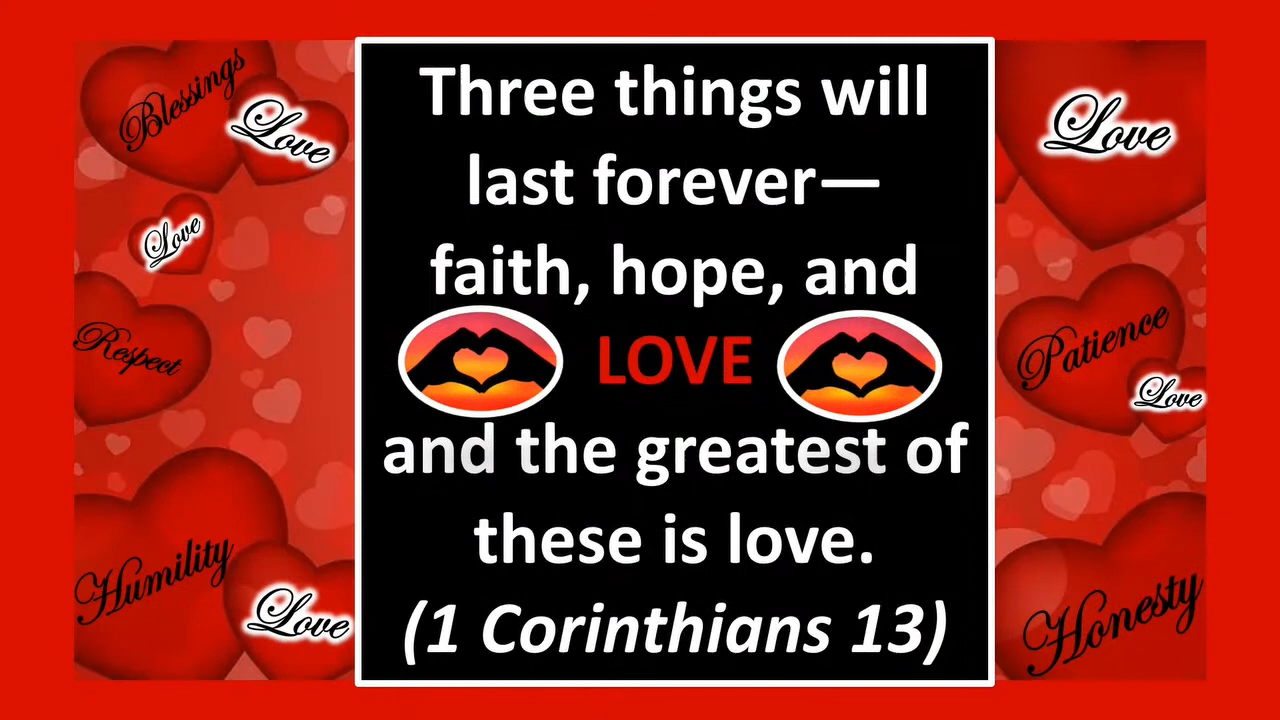 Blessings
Love
Love
Respect
Humility
Love
Three things will
last forever—
faith, hope, and
LOVE
and the greatest of
these is love.
(1 Corinthians 13)
Love
Patience
Love
Honesty